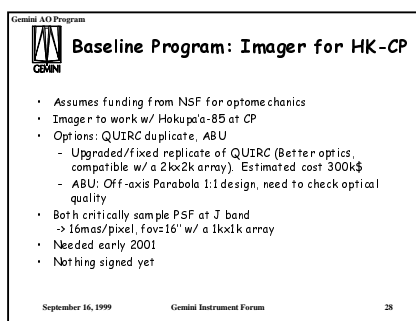 Gemini AO Program
GEMINI
Baseline Program: Imager for HK-CP
• Assumes funding from NSF for optomechanics
• Imager to work w/ Hokupa'a-85 at CP
• Options: QUIRC duplicate, ABU
– Upgraded/fixed replicate of QUIRC (Better optics,
compatible w/ a 2kx2k array). Estimated cost 300k$
– ABU: Off-axis Parabola 1:1 design, need to check optical
quality
• Both critically sample PSF at J band
-> 16mas/pixel, fov=16'' w/ a 1kx1k array
• Needed early 2001
• Nothing signed yet
September 16, 1999 Gemini Instrument Forum 28